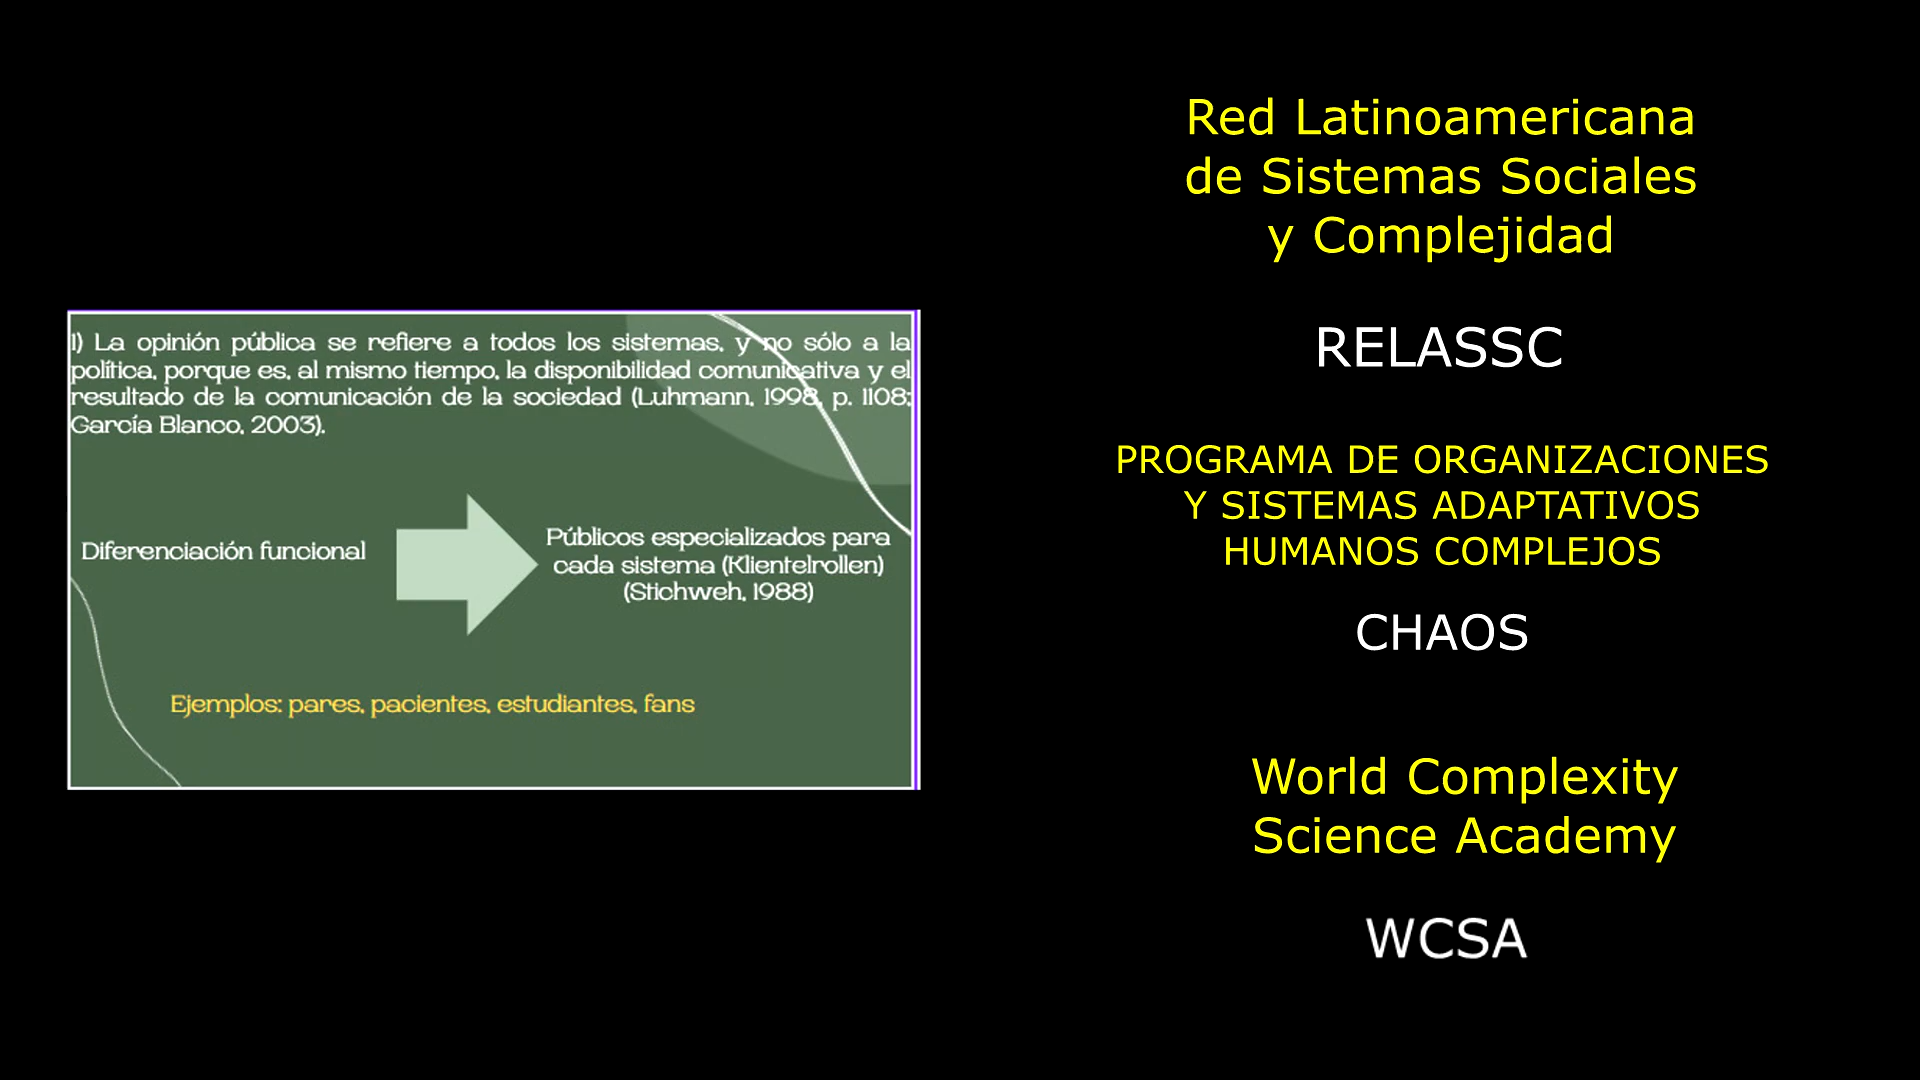 1) La opinión pública se refiere a todos los sistemas, y no sólo a la
política, porque es, al mismo tiempo, la disponibilidad comunicativa y el
resultado de la comunicación de la sociedad (Luhmann, 1998, p. 1108;
García Blanco, 2003).
Diferenciación funcional
Públicos especializados para
cada sistema (Klientelrollen)
(Stichweh, 1988)
Ejemplos: pares, pacientes, estudiantes, fans
Red Latinoamericana
de Sistemas Sociales
y Complejidad
RELASSC
PROGRAMA DE ORGANIZACIONES
Y SISTEMAS ADAPTATIVOS
HUMANOS COMPLEJOS
CHAOS
World Complexity
Science Academy
WCSA